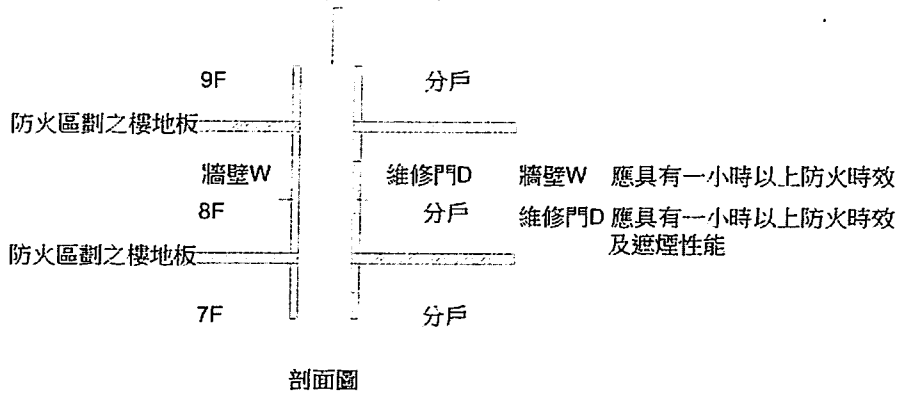 9F 分戶
防火區劃之樓地板
牆壁W 維修門D 牆壁W 應具有一小時以上防火時效
8F 分戶 維修門D 應具有一小時以上防火時效
及遮煙性能
防火區劃之樓地板
7F 分戶
剖面圖